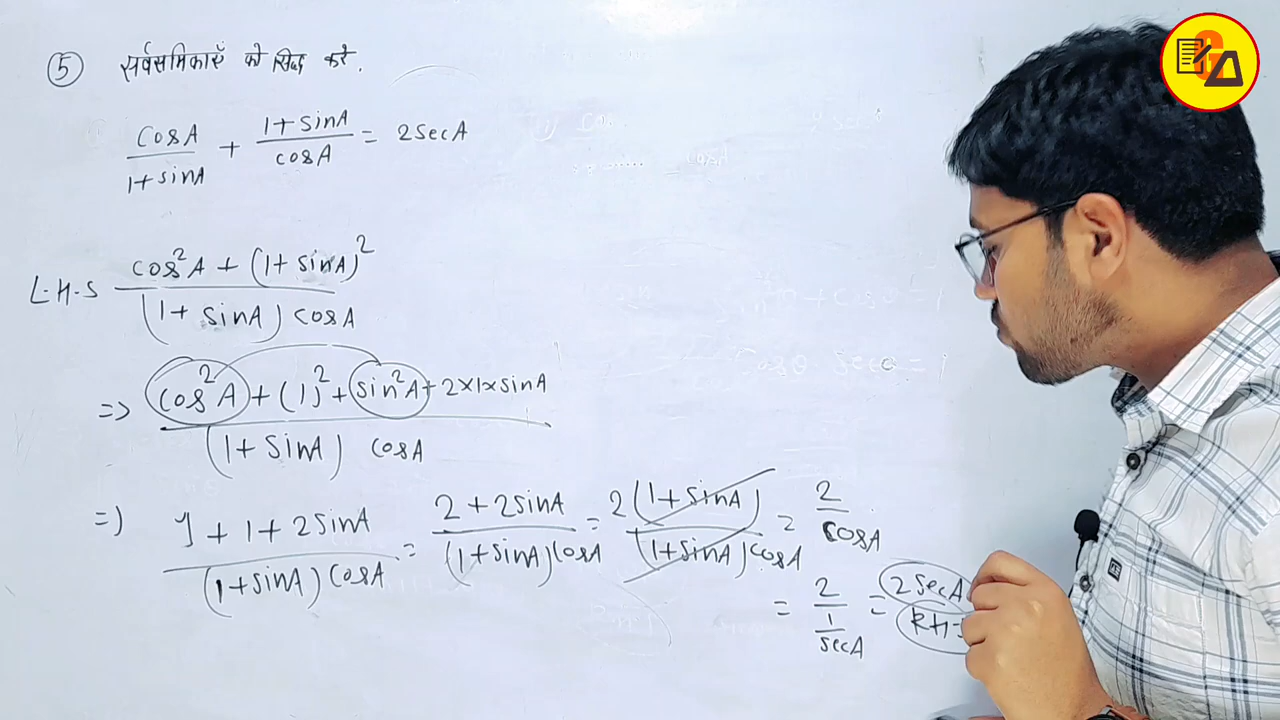 5 सर्वसमिकाएँ को सिद्ध करे.
cosA/(1+sinA) + (1+sinA)/cosA = 2secA
L.H.S (cos²A + (1+sinA)²)/((1+sinA) cosA)
=> (cos²A + (1)² + sin²A + 2×1×sinA)/((1+sinA) cosA)
=> (1+1+2sinA)/((1+sinA)cosA) = (2+2sinA)/((1+sinA)cosA) = 2(1+sinA)/((1+sinA)cosA) = 2/cosA
= 2/(1/secA) = 2secA
RHS